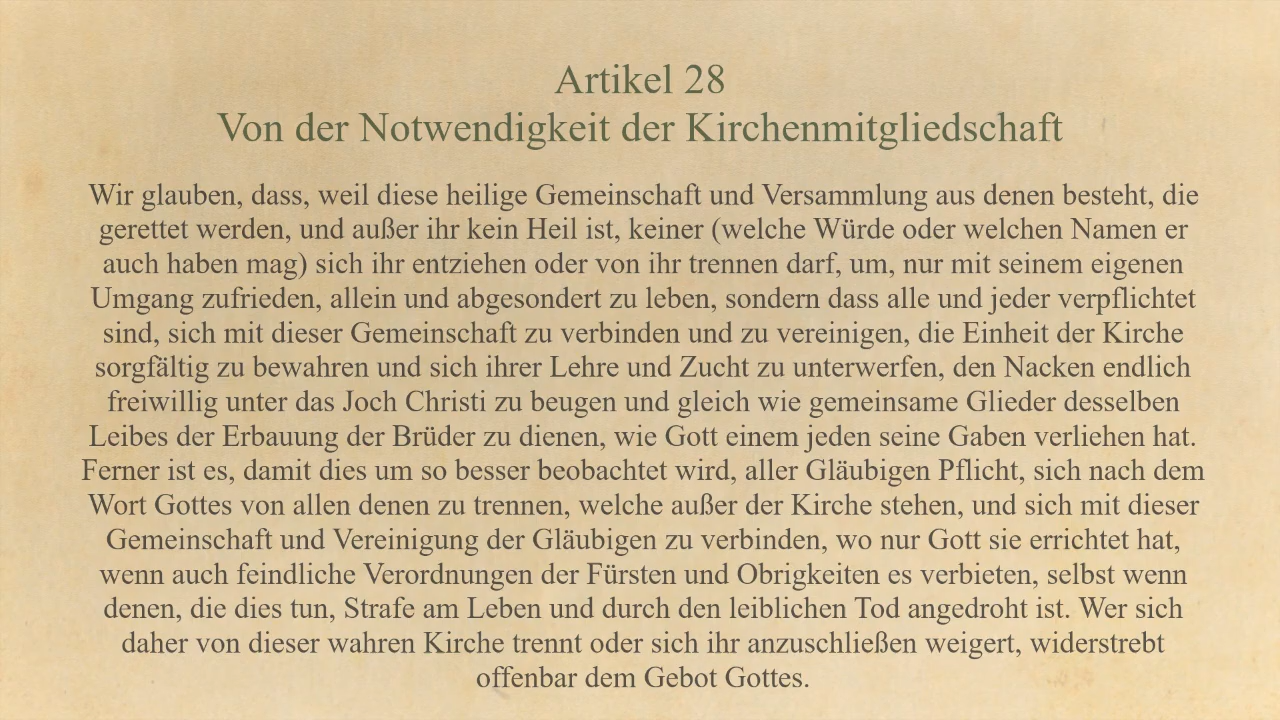 Artikel 28
Von der Notwendigkeit der Kirchenmitgliedschaft
Wir glauben, dass, weil diese heilige Gemeinschaft und Versammlung aus denen besteht, die
gerettet werden, und außer ihr kein Heil ist, keiner (welche Würde oder welchen Namen er
auch haben mag) sich ihr entziehen oder von ihr trennen darf, um, nur mit seinem eigenen
Umgang zufrieden, allein und abgesondert zu leben, sondern dass alle und jeder verpflichtet
sind, sich mit dieser Gemeinschaft zu verbinden und zu vereinigen, die Einheit der Kirche
sorgfältig zu bewahren und sich ihrer Lehre und Zucht zu unterwerfen, den Nacken endlich
freiwillig unter das Joch Christi zu beugen und gleich wie gemeinsame Glieder desselben
Leibes der Erbauung der Brüder zu dienen, wie Gott einem jeden seine Gaben verliehen hat.
Ferner ist es, damit dies um so besser beobachtet wird, aller Gläubigen Pflicht, sich nach dem
Wort Gottes von allen denen zu trennen, welche außer der Kirche stehen, und sich mit dieser
Gemeinschaft und Vereinigung der Gläubigen zu verbinden, wo nur Gott sie errichtet hat,
wenn auch feindliche Verordnungen der Fürsten und Obrigkeiten es verbieten, selbst wenn
denen, die dies tun, Strafe am Leben und durch den leiblichen Tod angedroht ist. Wer sich
daher von dieser wahren Kirche trennt oder sich ihr anzuschließen weigert, widerstrebt
offenbar dem Gebot Gottes.